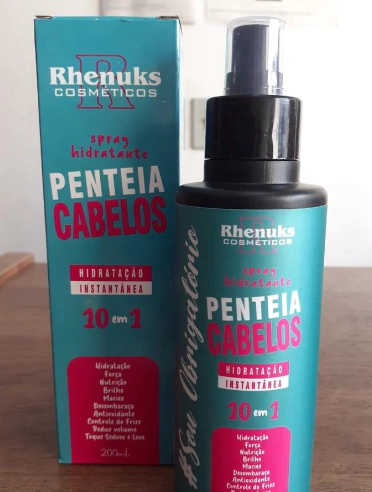 Rhenuks
COSMÉTICOS
spray
hidratante
PENTEIA
CABELOS
HIDRATAÇÃO
INSTANTÂNEA
10 em 1
Hidratação
Força
Nutrição
Brilho
Maciez
Desembaraça
Antioxidante
Controle do Frizz
Reduz volume
Toque Sedoso e Leve
200mL
Rhenuks
COSMÉTICOS
#Sou Obrigatório
spray
hidratante
PENTEIA
CABELOS
HIDRATAÇÃO
INSTANTÂNEA
10 em 1
Hidratação
Força
Nutrição
Brilho
Maciez
Desembaraça
Antioxidante
Controle do Frizz
Reduz volume